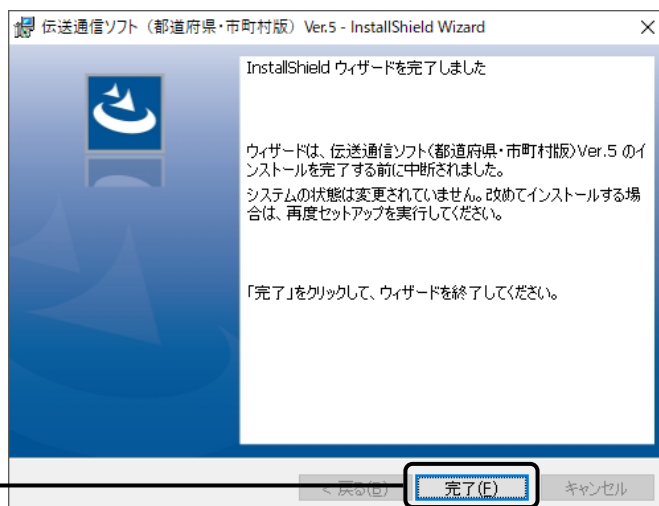 伝送通信ソフト（都道府県・市町村版）Ver.5 - InstallShield Wizard
InstallShield ウィザードを完了しました
ウィザードは、伝送通信ソフト(都道府県・市町村版)Ver.5 のイ
ンストールを完了する前に中断されました。
システムの状態は変更されていません。改めてインストールする場
合は、再度セットアップを実行してください。
「完了」をクリックして、ウィザードを終了してください。
< 戻る(B)
完了(F)
キャンセル